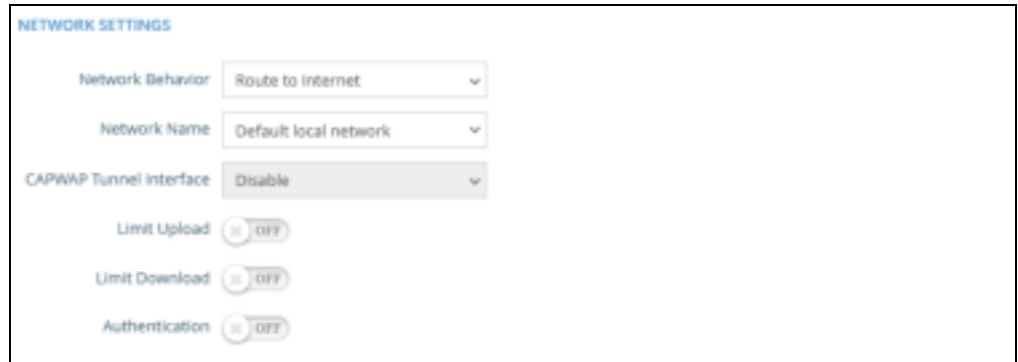 NETWORK SETTINGS
Network Behavior Route to Internet
Network Name Default local network
CAPWAP Tunnel Interface Disable
Limit Upload OFF
Limit Download OFF
Authentication OFF